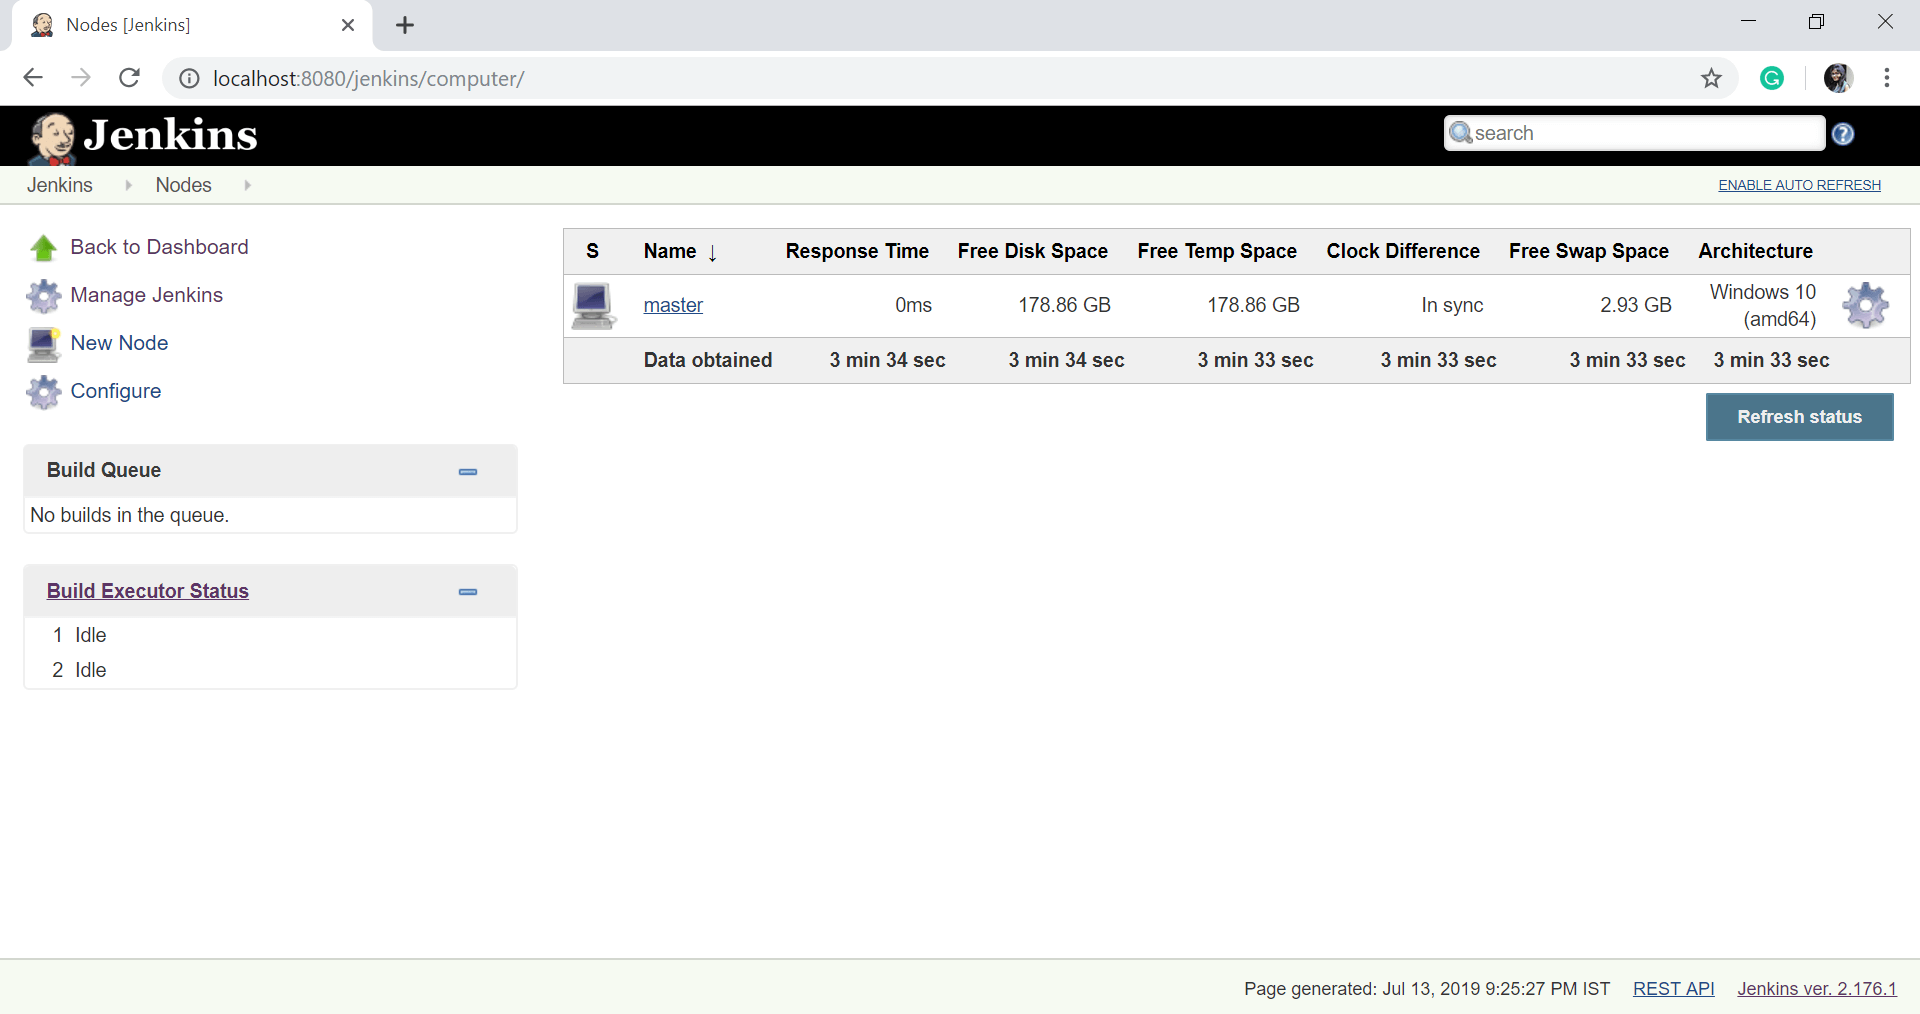 Nodes [Jenkins]
localhost:8080/jenkins/computer/
Jenkins
search
Jenkins Nodes
ENABLE AUTO REFRESH
Back to Dashboard
Manage Jenkins
New Node
Configure
Build Queue
No builds in the queue.
Build Executor Status
1 Idle
2 Idle
S Name ↓ Response Time Free Disk Space Free Temp Space Clock Difference Free Swap Space Architecture
master 0ms 178.86 GB 178.86 GB In sync 2.93 GB Windows 10
(amd64)
Data obtained 3 min 34 sec 3 min 34 sec 3 min 33 sec 3 min 33 sec 3 min 33 sec 3 min 33 sec
Refresh status
Page generated: Jul 13, 2019 9:25:27 PM IST REST API Jenkins ver. 2.176.1